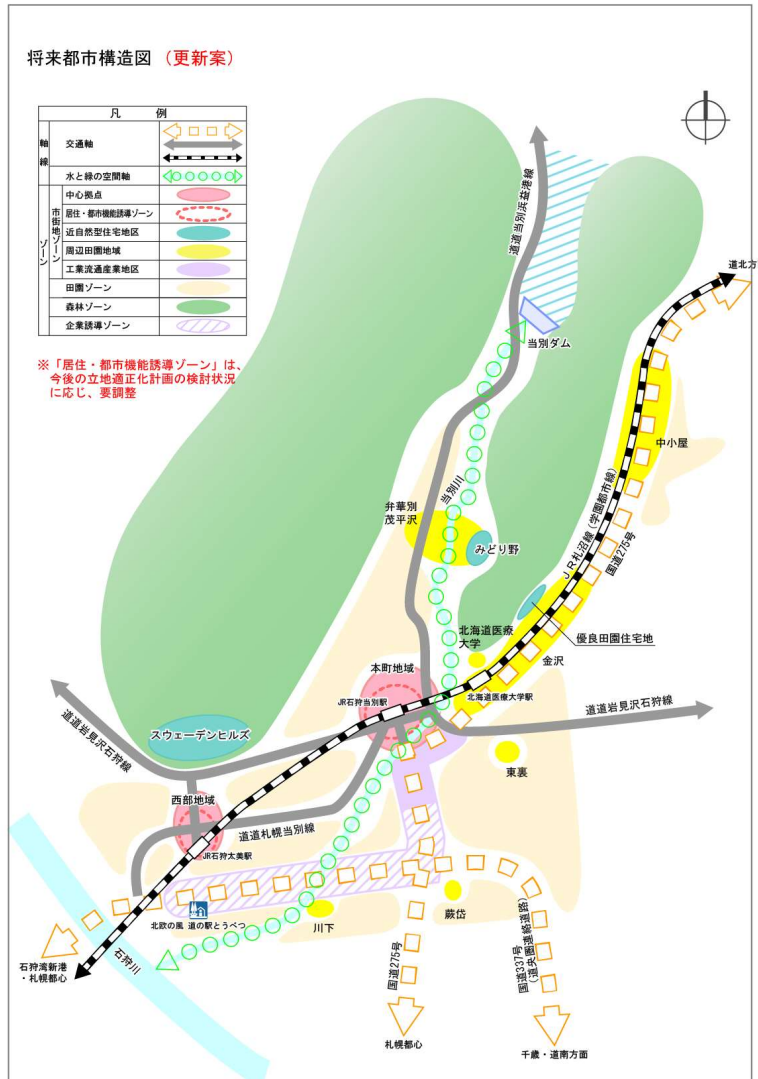 将来都市構造図 （更新案）
凡 例
軸線
交通軸
水と緑の空間軸
ゾーン
市街地ゾーン
中心拠点
居住・都市機能誘導ゾーン
近自然型住宅地区
周辺田園地域
工業流通産業地区
田園ゾーン
森林ゾーン
企業誘導ゾーン
※「居住・都市機能誘導ゾーン」は、
今後の立地適正化計画の検討状況
に応じ、要調整
道道当別浜益港線
道北方
当別ダム
中小屋
当別川
弁華別
茂平沢
みどり野
ＪＲ札沼線（学園都市線）
国道275号
北海道医療
大学
優良田園住宅地
金沢
本町地域
JR石狩当別駅
北海道医療大学駅
道道岩見沢石狩線
スウェーデンヒルズ
道道岩見沢石狩線
東裏
西部地域
道道札幌当別線
JR石狩太美駅
北欧の風 道の駅とうべつ
川下
蕨岱
石狩川
石狩湾新港
・札幌都心
国道275号
国道337号
（道央圏連絡道路）
札幌都心
千歳・道南方面